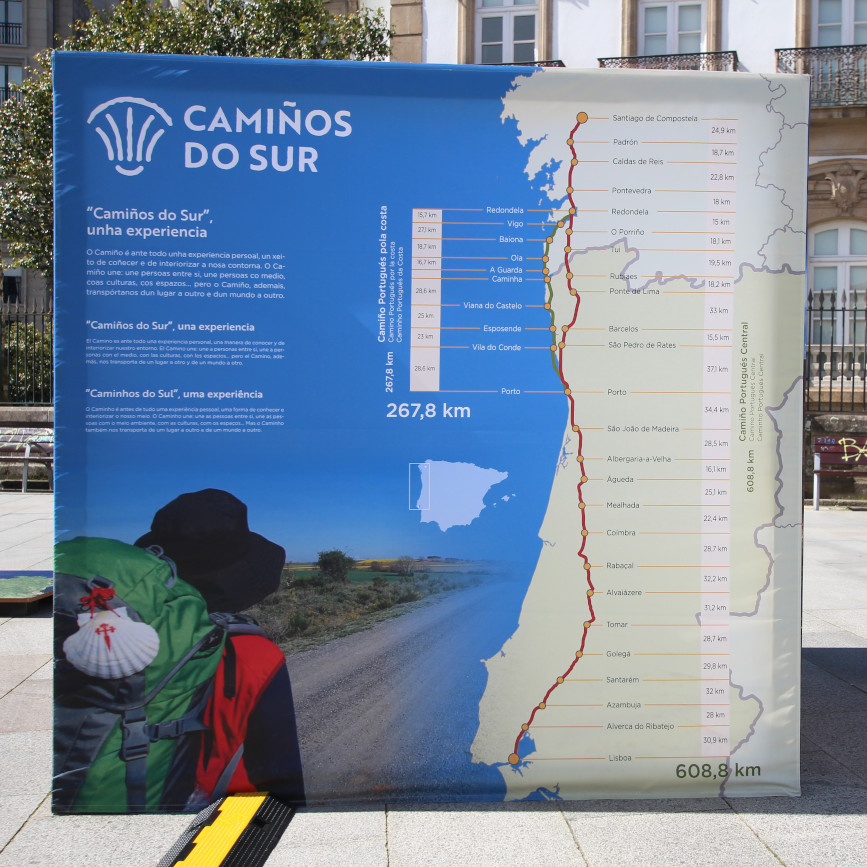 CAMIÑOS
DO SUR
“Camiños do Sur”,
unha experiencia
O Camiño é ante todo unha experiencia persoal, un xei-
to de coñecer e de interiorizar a nosa contorna. O Ca-
miño une: une persoas entre si, une persoas co medio,
coas culturas, cos espazos... pero o Camiño, ademais,
transpórtanos dun lugar a outro e dun mundo a outro.
“Camiños do Sur”, una experiencia
El Camino es ante todo una experiencia personal, una manera de conocer y de
interiorizar nuestro entorno. El Camino une: une a personas entre sí, une a per-
sonas con el medio, con las culturas, con los espacios... pero el Camino, ade-
más, nos transporta de un lugar a otro y de un mundo a otro.
“Caminhos do Sul”, uma experiência
O Caminho é antes de tudo uma experiência pessoal, uma forma de conhecer e
interiorizar o nosso meio. O Caminho une: une as pessoas entre si, une as pes-
soas com o meio ambiente, com as culturas, com os espaços... Mas o Caminho
também nos transporta de um lugar a outro e de um mundo a outro.
267,8 km
Camiño Portugués pola costa
Camino Portugués por la costa
Caminho Português da Costa
Redondela
15,7 km
Vigo
27,1 km
Baiona
18,7 km
Oia
16,7 km
A Guarda
Caminha
28,6 km
Viana do Castelo
25 km
Esposende
23 km
Vila do Conde
28,6 km
Porto
267,8 km
Santiago de Compostela
24,9 km
Padrón
18,7 km
Caldas de Reis
22,8 km
Pontevedra
18 km
Redondela
15 km
O Porriño
18,1 km
Tui
19,5 km
Rubiães
18,2 km
Ponte de Lima
33 km
Barcelos
15,5 km
São Pedro de Rates
37,1 km
Porto
34,4 km
São João de Madeira
28,5 km
Albergaria-a-Velha
16,1 km
Águeda
25,1 km
Mealhada
22,4 km
Coimbra
28,7 km
Rabaçal
32,2 km
Alvaiázere
31,2 km
Tomar
28,7 km
Golegã
29,8 km
Santarém
32 km
Azambuja
28 km
Alverca do Ribatejo
30,9 km
Lisboa
608,8 km
608,8 km
Camiño Portugués Central
Camino Portugués Central
Caminho Português Central